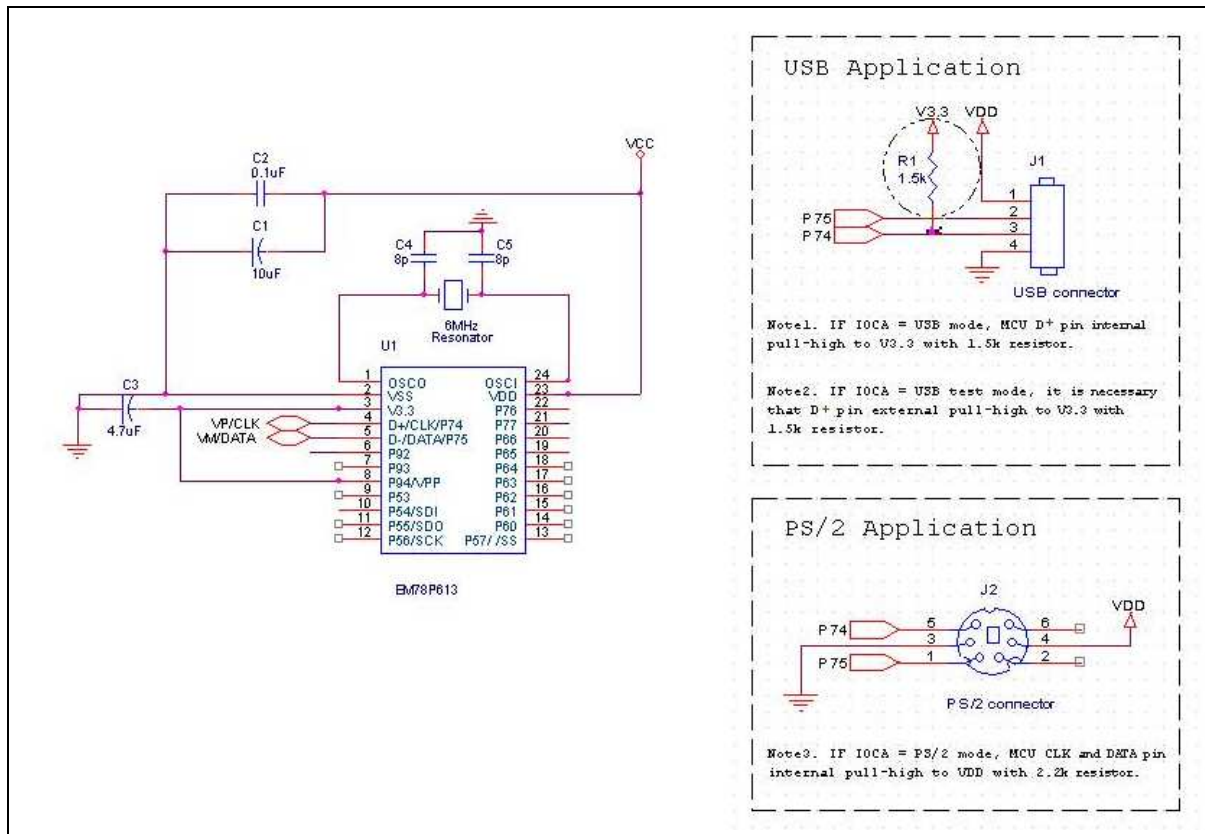 VCC
C2
0.1uF
C1
10uF
C4
8p
C5
8p
6MHz
Resonator
U1
C3
4.7uF
VP/CLK
VM/DATA
1 OSCO OSCI 24
2 VSS VDD 23
3 V3.3 P76 22
4 D+/CLK/P74 P77 21
5 D-/DATA/P75 P66 20
6 P92 P65 19
7 P93 P64 18
8 P94/VPP P63 17
9 P53 P62 16
10 P54/SDI P61 15
11 P55/SDO P60 14
12 P56/SCK P57/ /SS 13
EM78P613
USB Application
V3.3 VDD
R1
1.5k
J1
P75
P74
1
2
3
4
USB connector
Note1. IF IOCA = USB mode, MCU D+ pin internal
pull-high to V3.3 with 1.5k resistor.
Note2. IF IOCA = USB test mode, it is necessary
that D+ pin external pull-high to V3.3 with
1.5k resistor.
PS/2 Application
J2
VDD
P74 5 6
3 4
P75 1 2
PS/2 connector
Note3. IF IOCA = PS/2 mode, MCU CLK and DATA pin
internal pull-high to VDD with 2.2k resistor.